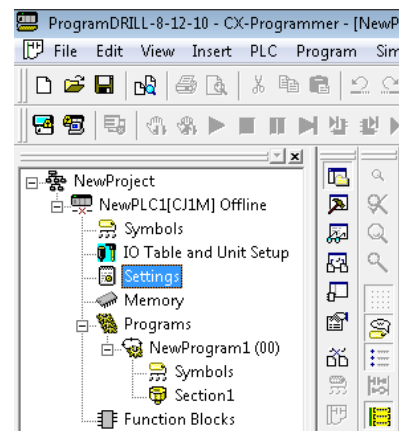 ProgramDRILL-8-12-10 - CX-Programmer - [NewP
File Edit View Insert PLC Program Sim
NewProject
NewPLC1[CJ1M] Offline
Symbols
IO Table and Unit Setup
Settings
Memory
Programs
NewProgram1 (00)
Symbols
Section1
Function Blocks